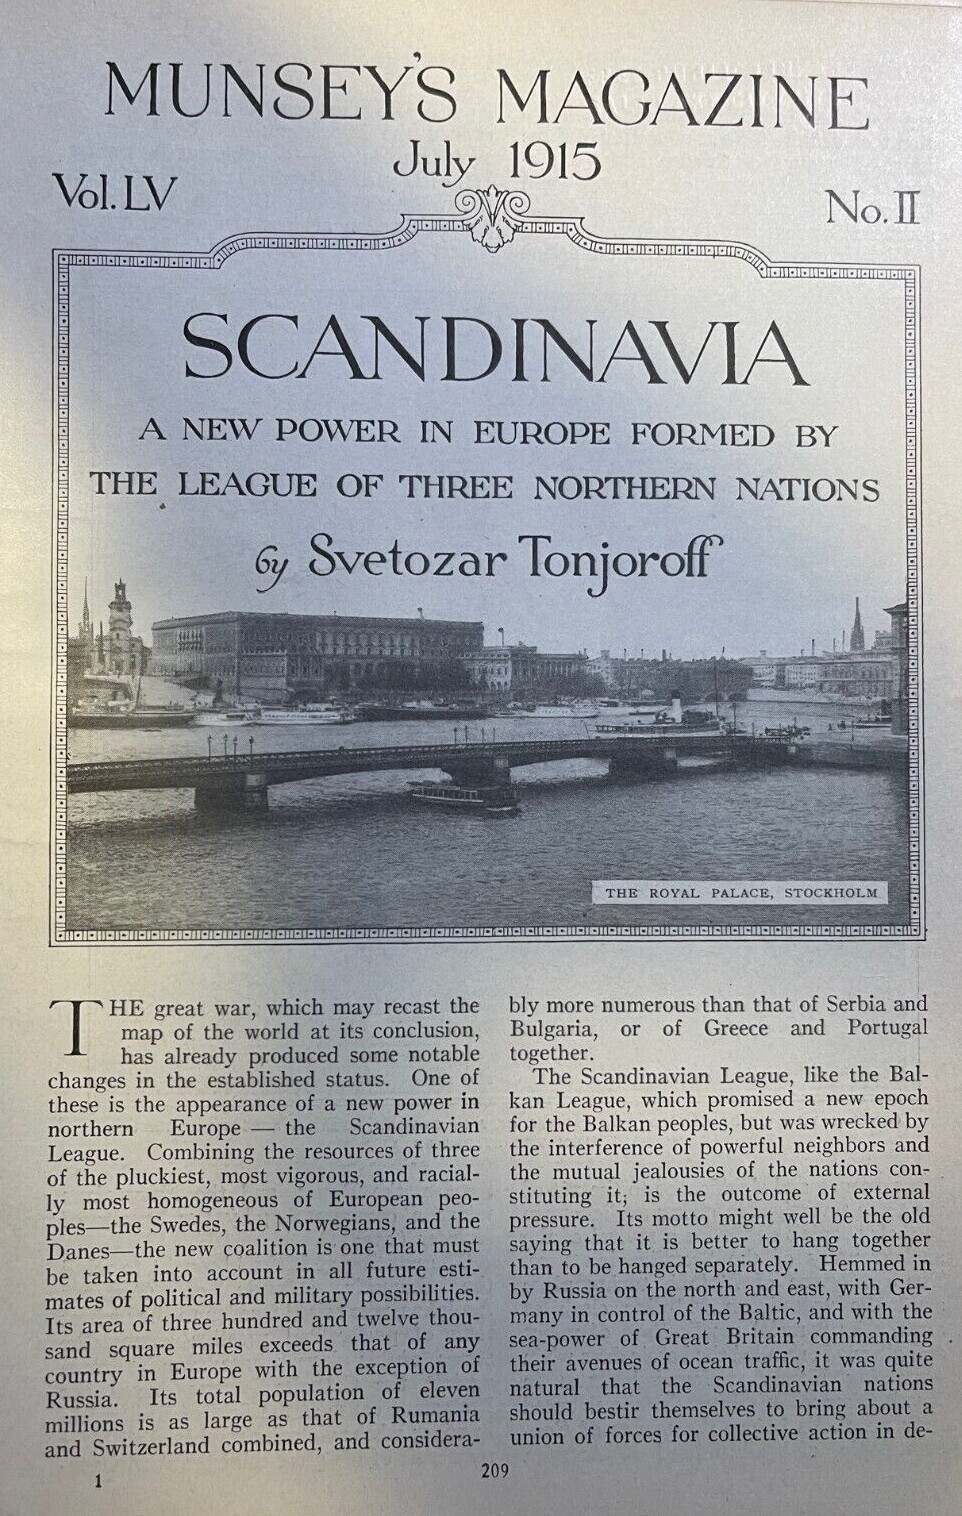 MUNSEY'S MAGAZINE
July 1915
Vol. LV
No. II
SCANDINAVIA
A NEW POWER IN EUROPE FORMED BY
THE LEAGUE OF THREE NORTHERN NATIONS
by Svetozar Tonjoroff
THE ROYAL PALACE, STOCKHOLM
THE great war, which may recast the
map of the world at its conclusion,
has already produced some notable
changes in the established status. One of
these is the appearance of a new power in
northern Europe — the Scandinavian
League. Combining the resources of three
of the pluckiest, most vigorous, and racial-
ly most homogeneous of European peo-
ples—the Swedes, the Norwegians, and the
Danes—the new coalition is one that must
be taken into account in all future esti-
mates of political and military possibilities.
Its area of three hundred and twelve thou-
sand square miles exceeds that of any
country in Europe with the exception of
Russia. Its total population of eleven
millions is as large as that of Rumania
and Switzerland combined, and considera-
bly more numerous than that of Serbia and
Bulgaria, or of Greece and Portugal
together.
The Scandinavian League, like the Bal-
kan League, which promised a new epoch
for the Balkan peoples, but was wrecked by
the interference of powerful neighbors and
the mutual jealousies of the nations con-
stituting it, is the outcome of external
pressure. Its motto might well be the old
saying that it is better to hang together
than to be hanged separately. Hemmed in
by Russia on the north and east, with Ger-
many in control of the Baltic, and with the
sea-power of Great Britain commanding
their avenues of ocean traffic, it was quite
natural that the Scandinavian nations
should bestir themselves to bring about a
union of forces for collective action in de-
1
209